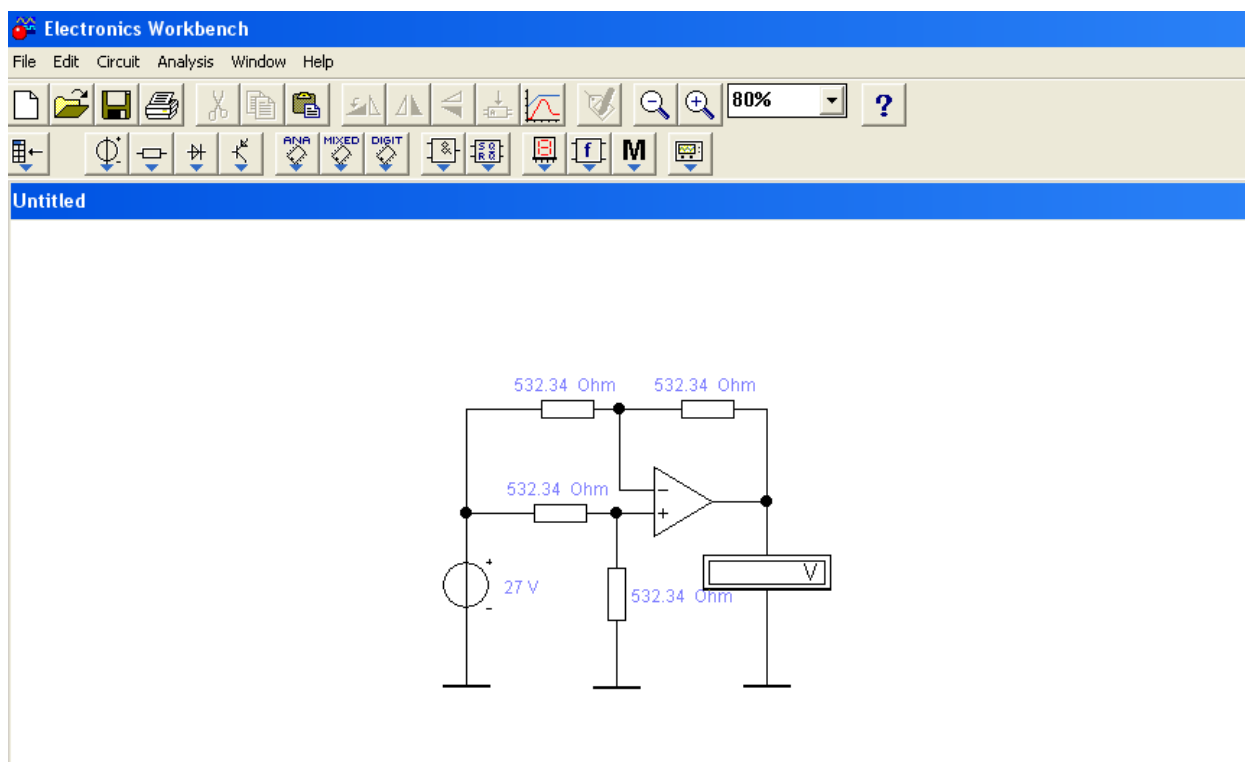 Electronics Workbench
File Edit Circuit Analysis Window Help
80% ?
ANA MIXED DIGIT
& f M
Untitled
532.34 Ohm 532.34 Ohm
532.34 Ohm
−
+
+
27 V
-
V
532.34 Ohm